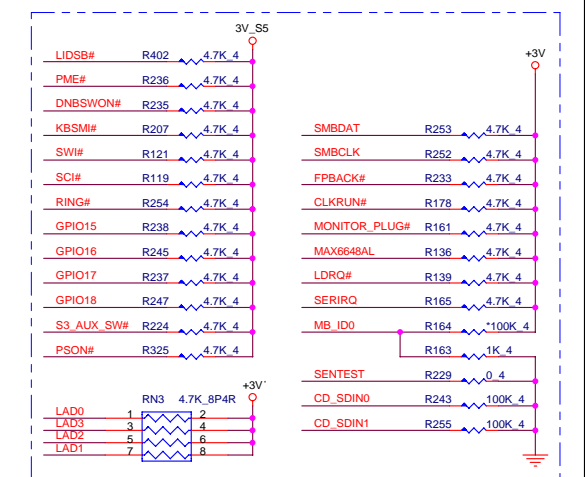 3V_S5
LIDSB# R402 4.7K_4
PME# R236 4.7K_4
DNBSWON# R235 4.7K_4
KBSMI# R207 4.7K_4
SWI# R121 4.7K_4
SCI# R119 4.7K_4
RING# R254 4.7K_4
GPIO15 R238 4.7K_4
GPIO16 R245 4.7K_4
GPIO17 R237 4.7K_4
GPIO18 R247 4.7K_4
S3_AUX_SW# R224 4.7K_4
PSON# R325 4.7K_4
+3V
RN3 4.7K_8P4R
LAD0 1 2
LAD3 3 4
LAD2 5 6
LAD1 7 8
+3V
SMBDAT R253 4.7K_4
SMBCLK R252 4.7K_4
FPBACK# R233 4.7K_4
CLKRUN# R178 4.7K_4
MONITOR_PLUG# R161 4.7K_4
MAX6648AL R136 4.7K_4
LDRQ# R139 4.7K_4
SERIRQ R165 4.7K_4
MB_ID0 R164 *100K_4
R163 1K_4
SENTEST R229 0_4
CD_SDIN0 R243 100K_4
CD_SDIN1 R255 100K_4